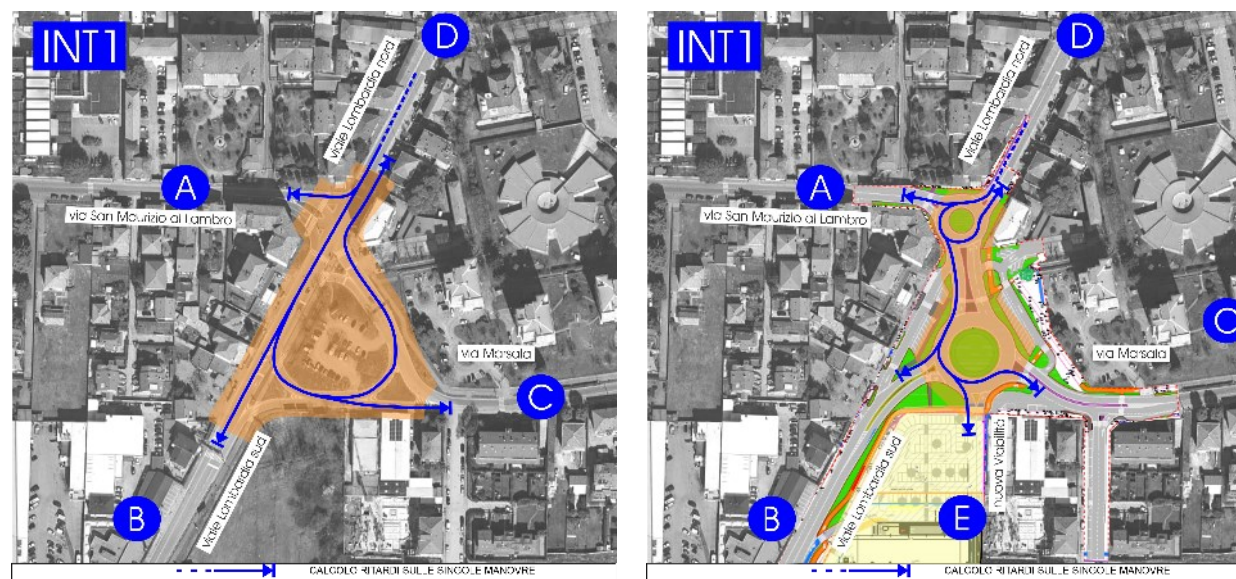 INT1
D
viale Lombardia nord
A
via San Maurizio al Lambro
via Marsala
C
B
viale Lombardia sud
CALCOLO RITARDI SULLE SINGOLE MANOVRE
INT1
D
viale Lombardia nord
A
via San Maurizio al Lambro
C
via Marsala
B
viale Lombardia sud
E
nuova Viabilità
CALCOLO RITARDI SULLE SINGOLE MANOVRE